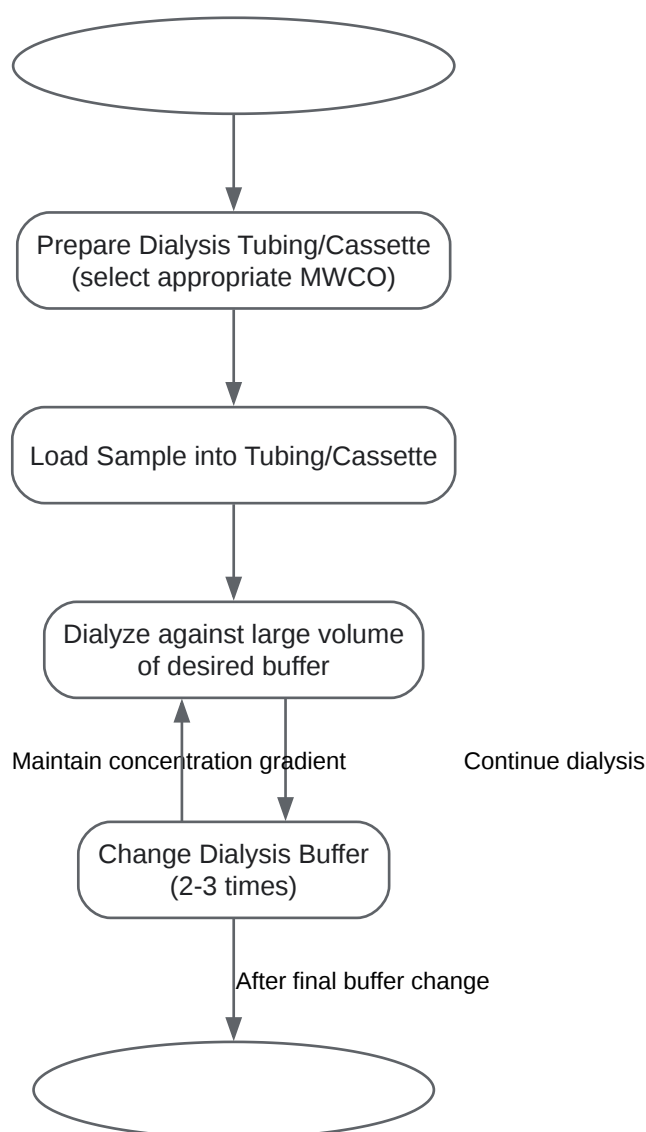 Prepare Dialysis Tubing/Cassette
(select appropriate MWCO)
Load Sample into Tubing/Cassette
Dialyze against large volume
of desired buffer
Maintain concentration gradient
Continue dialysis
Change Dialysis Buffer
(2-3 times)
After final buffer change